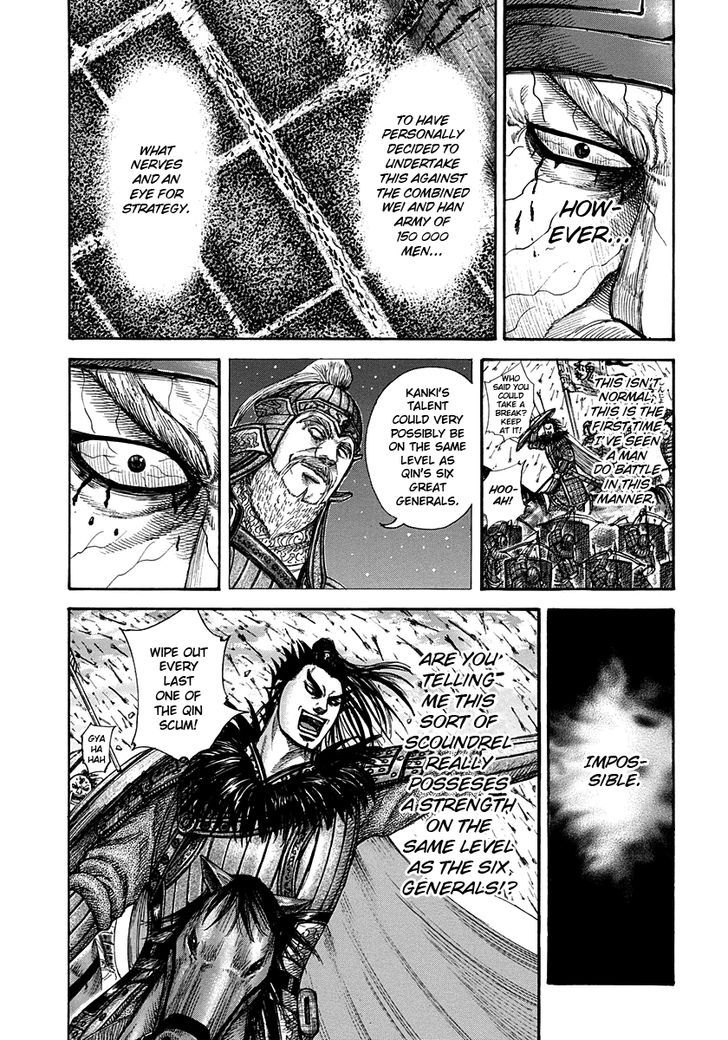 HOW-
EVER...
TO HAVE
PERSONALLY
DECIDED TO
UNDERTAKE
THIS AGAINST
THE COMBINED
WEI AND HAN
ARMY OF
150 000
MEN...
WHAT
NERVES
AND AN
EYE FOR
STRATEGY.
THIS ISN'T
NORMAL,
THIS IS THE
FIRST TIME
I'VE SEEN
A MAN
DO BATTLE
IN THIS
MANNER.
WHO
SAID YOU
COULD
TAKE A
BREAK?
KEEP
AT IT!
HOO-
AH!
KANKI'S
TALENT
COULD VERY
POSSIBLY BE
ON THE SAME
LEVEL AS
QIN'S SIX
GREAT
GENERALS.
IMPOS-
SIBLE.
ARE YOU
TELLING
ME THIS
SORT OF
SCOUNDREL
REALLY
POSSESES
A STRENGTH
ON THE
SAME LEVEL
AS THE SIX
GENERALS!?
WIPE OUT
EVERY
LAST ONE
OF THE QIN
SCUM!
GYA
HA
HAH